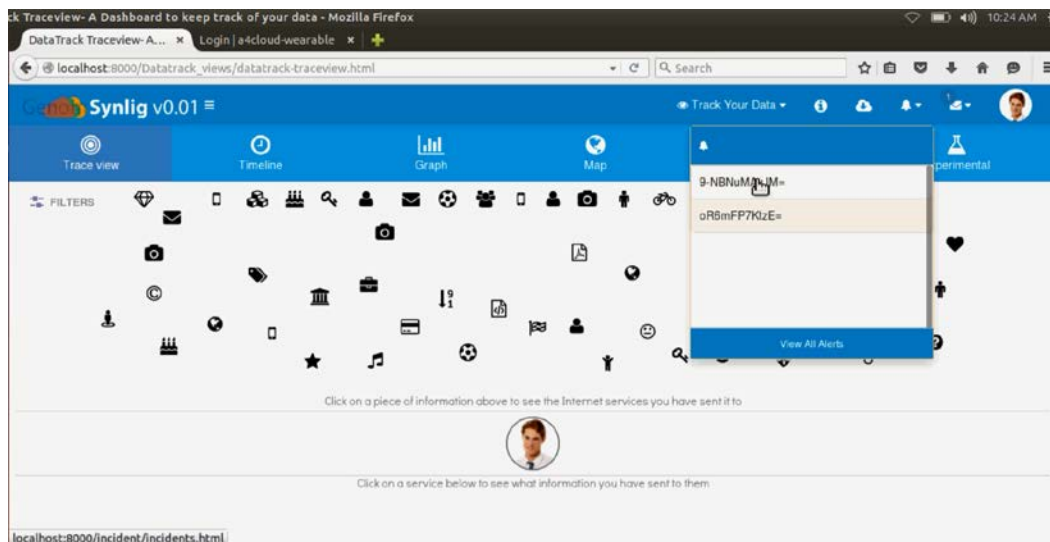 ck Traceview- A Dashboard to keep track of your data - Mozilla Firefox
10:24 AM
DataTrack Traceview- A... × Login | a4cloud-wearable ×
localhost:8000/Datatrack_views/datatrack-traceview.html
Search
Synlig v0.01
Track Your Data
1
Trace view
Timeline
Graph
Map
perimental
FILTERS
oR6mFP7KIzE=
View All Alerts
Click on a piece of information above to see the Internet services you have sent it to
Click on a service below to see what information you have sent to them
localhost:8000/incident/incidents.html